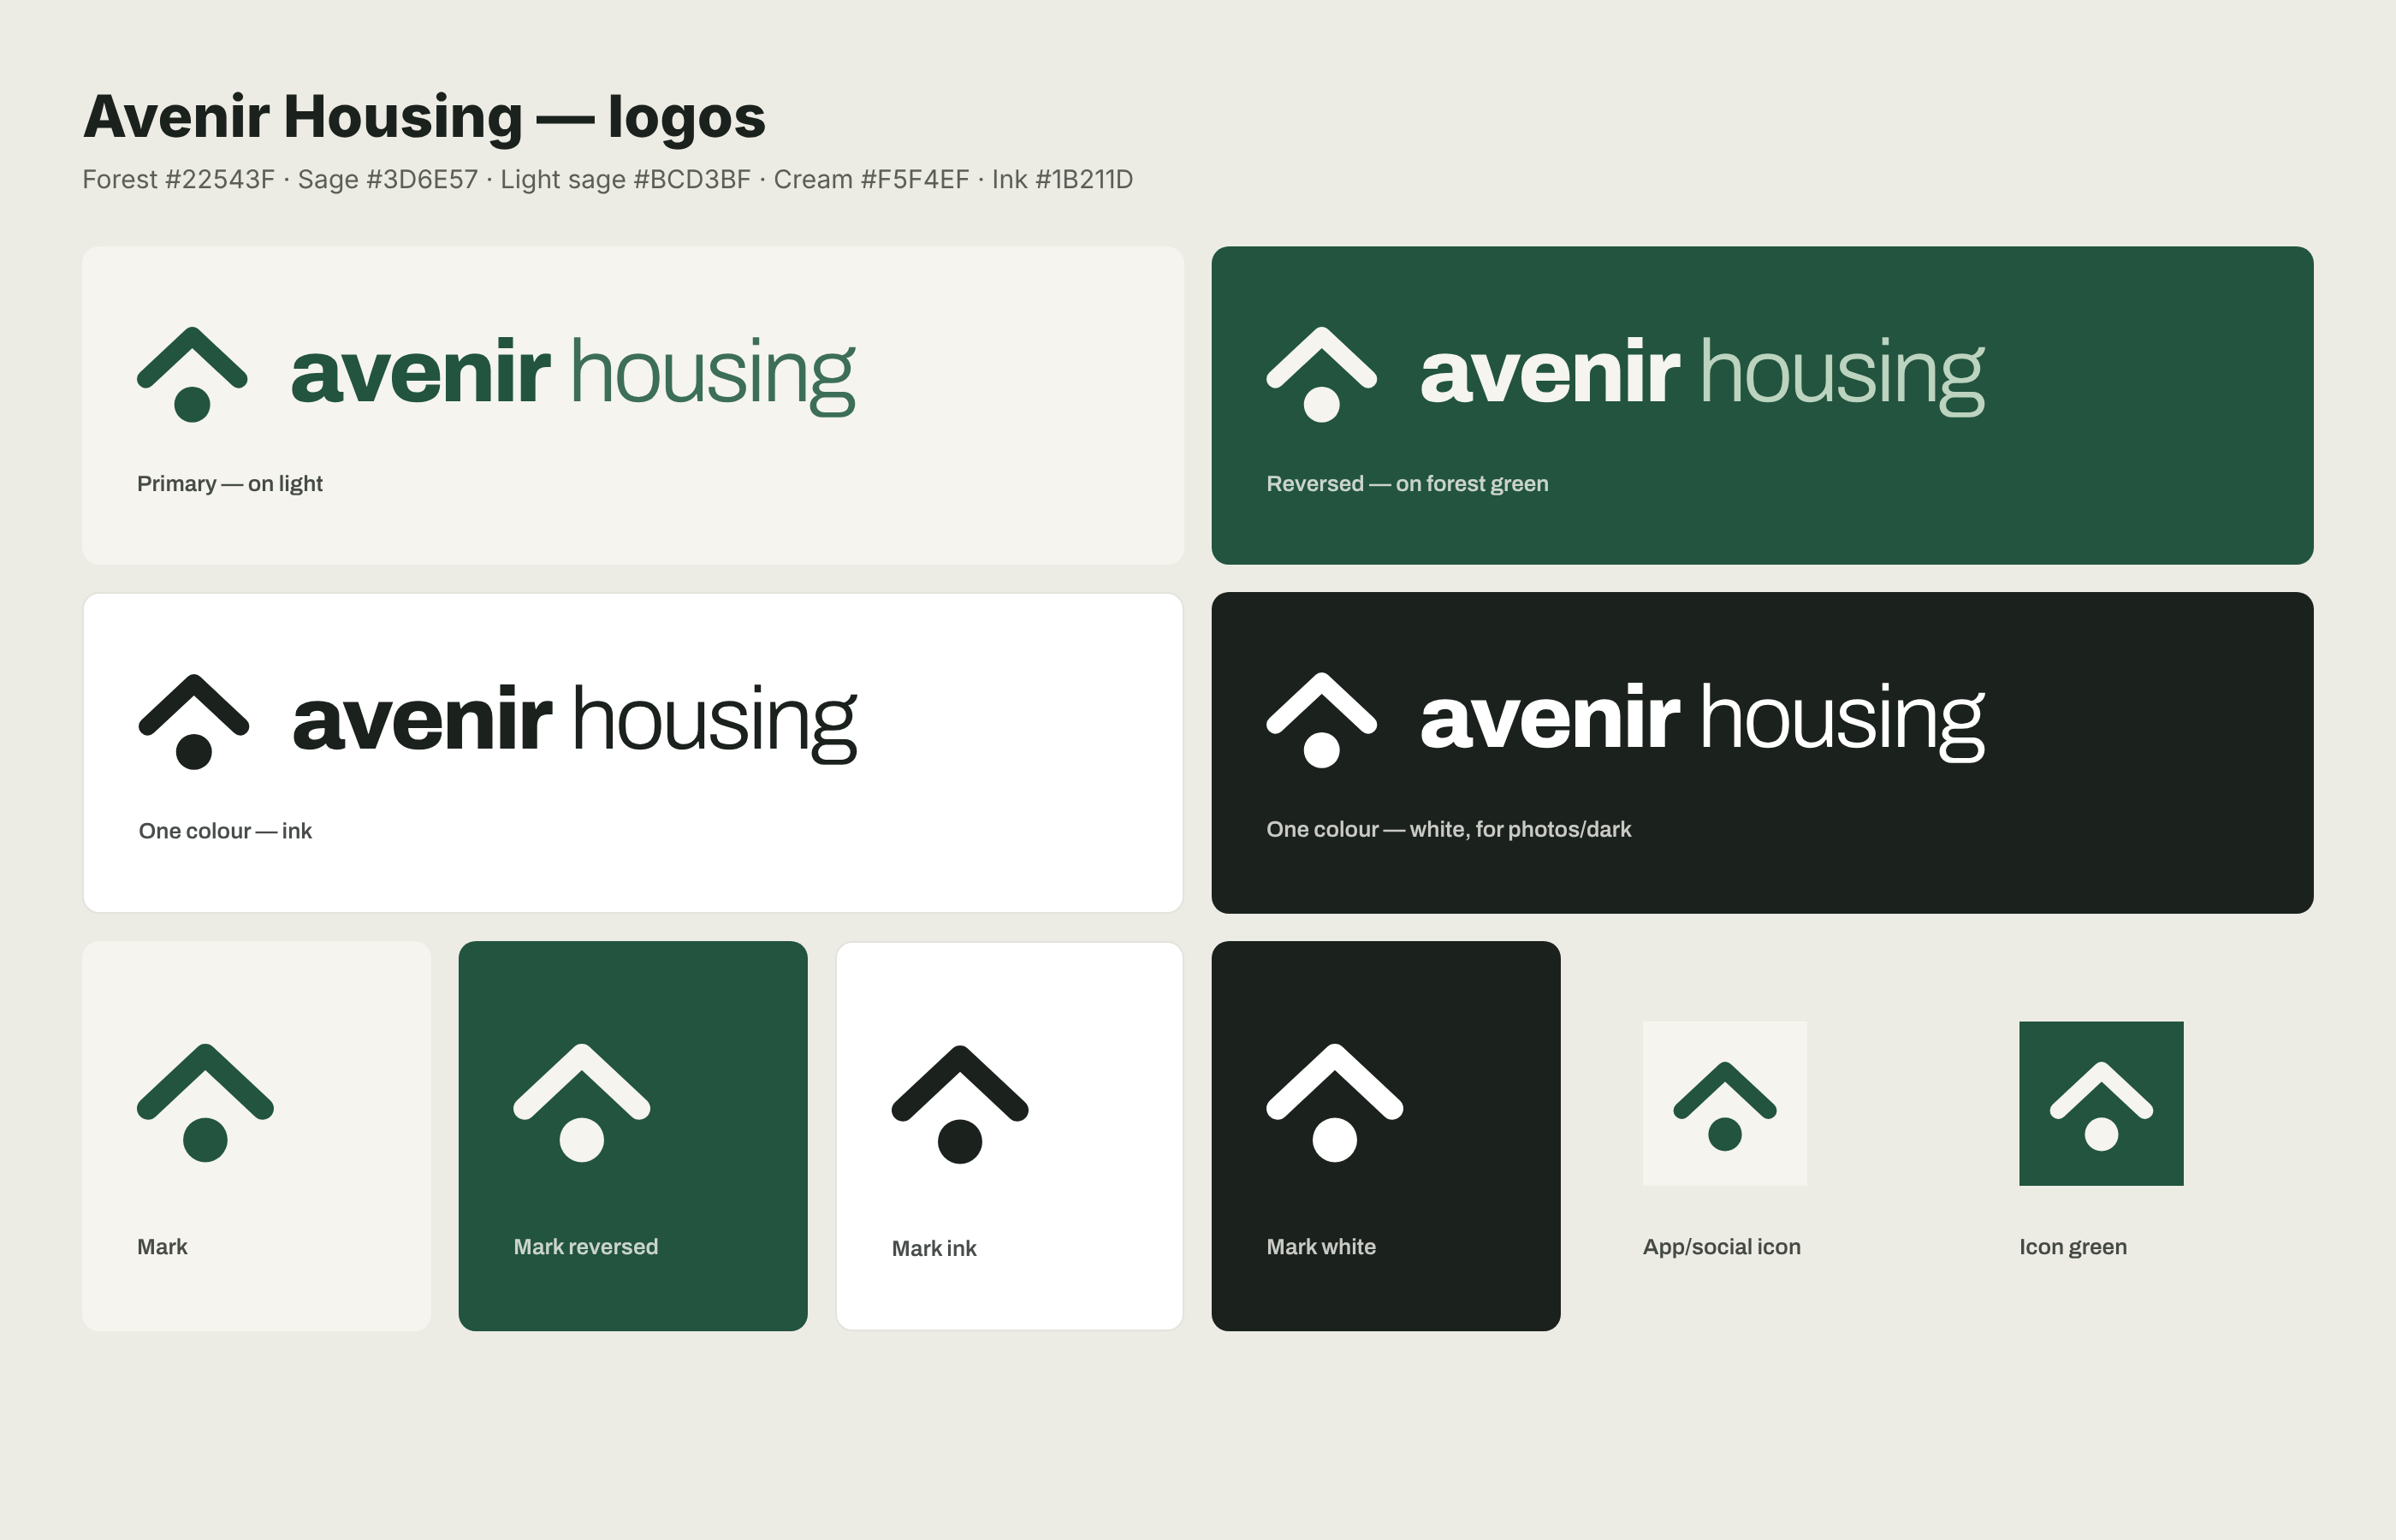 Avenir Housing — logos
Forest #22543F · Sage #3D6E57 · Light sage #BCD3BF · Cream #F5F4EF · Ink #1B211D
avenir housing
Primary — on light
avenir housing
Reversed — on forest green
avenir housing
One colour — ink
avenir housing
One colour — white, for photos/dark
Mark
Mark reversed
Mark ink
Mark white
App/social icon
Icon green